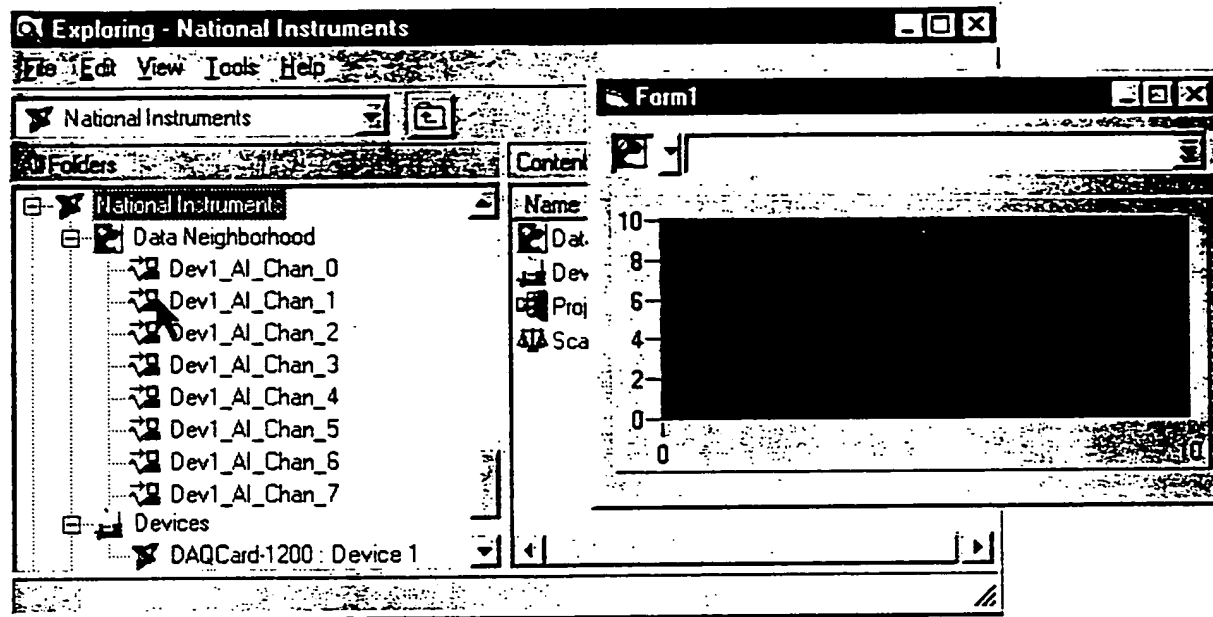 Exploring - National Instruments
File Edit View Tools Help
National Instruments
Folders
National Instruments
Data Neighborhood
Dev1_AI_Chan_0
Dev1_AI_Chan_1
Dev1_AI_Chan_2
Dev1_AI_Chan_3
Dev1_AI_Chan_4
Dev1_AI_Chan_5
Dev1_AI_Chan_6
Dev1_AI_Chan_7
Devices
DAQCard-1200 : Device 1
Content
Name
Dat
Dev
Proj
Sca
Form1
10
8
6
4
2
0
0